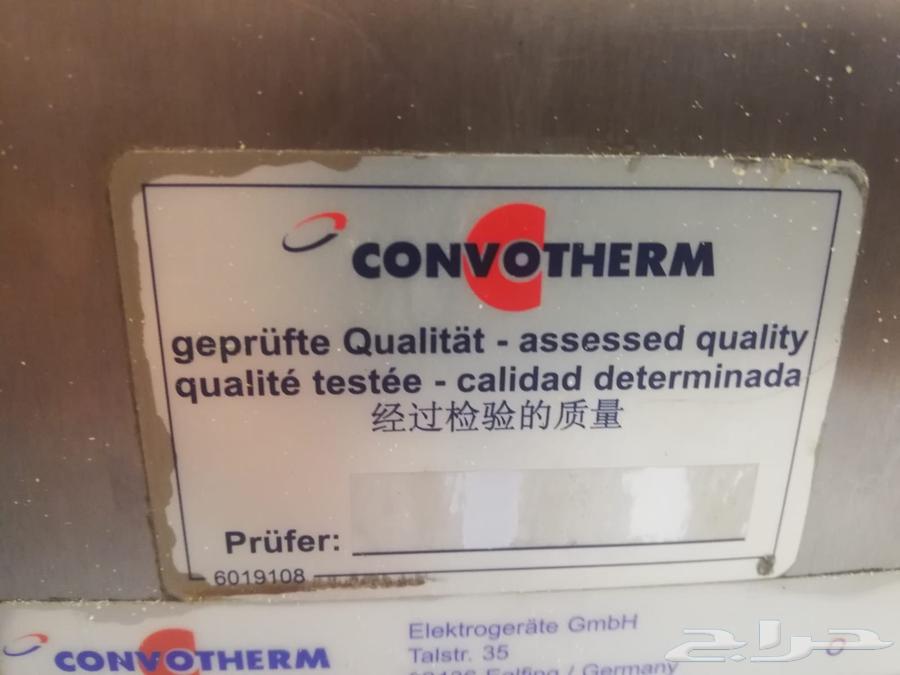 CONVOTHERM
geprüfte Qualität - assessed quality
qualité testée - calidad determinada
经过检验的质量
Prüfer:
6019108
CONVOTHERM
Elektrogeräte GmbH
Talstr. 35
/ Germany
حراج